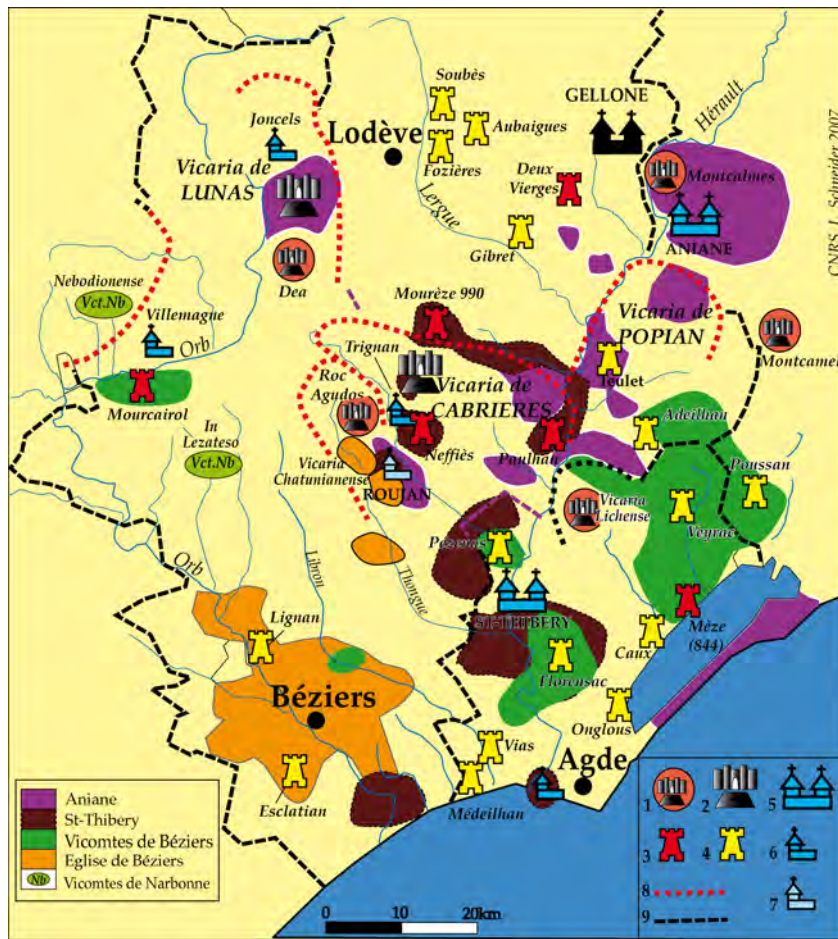 Soubès
GELLONE
Hérault
Joncels
Lodève
Aubaigues
Vicaria de
LUNAS
Fozières
Deux
Vierges
Montcalmes
CNRS, L. Schneider 2007
Lergue
ANIANE
Gibret
Dea
Nebodionense
Vct.Nb
Mourèze 990
Vicaria de
POPIAN
Villemagne
Orb
Trignan
Montcamel
Roc
Agudos
Vicaria de
CABRIERES
Teulet
Mourcairol
Adeilhan
In
Lezateso
Vct.Nb
Neffiès
Paulhan
Vicaria
Chatunianense
ROUJAN
Poussan
Vicaria
Lichense
Veyrac
Pézenas
Orb
Libron
Thongue
ST-THIBERY
Lignan
Mèze
(844)
Caux
Florensac
Béziers
Onglous
Vias
Agde
Esclatian
Médeilhan
Aniane
St-Thibery
Vicomtes de Béziers
Eglise de Béziers
Nb Vicomtes de Narbonne
0 10 20km
1 2 5
3 4 6
8
7
9